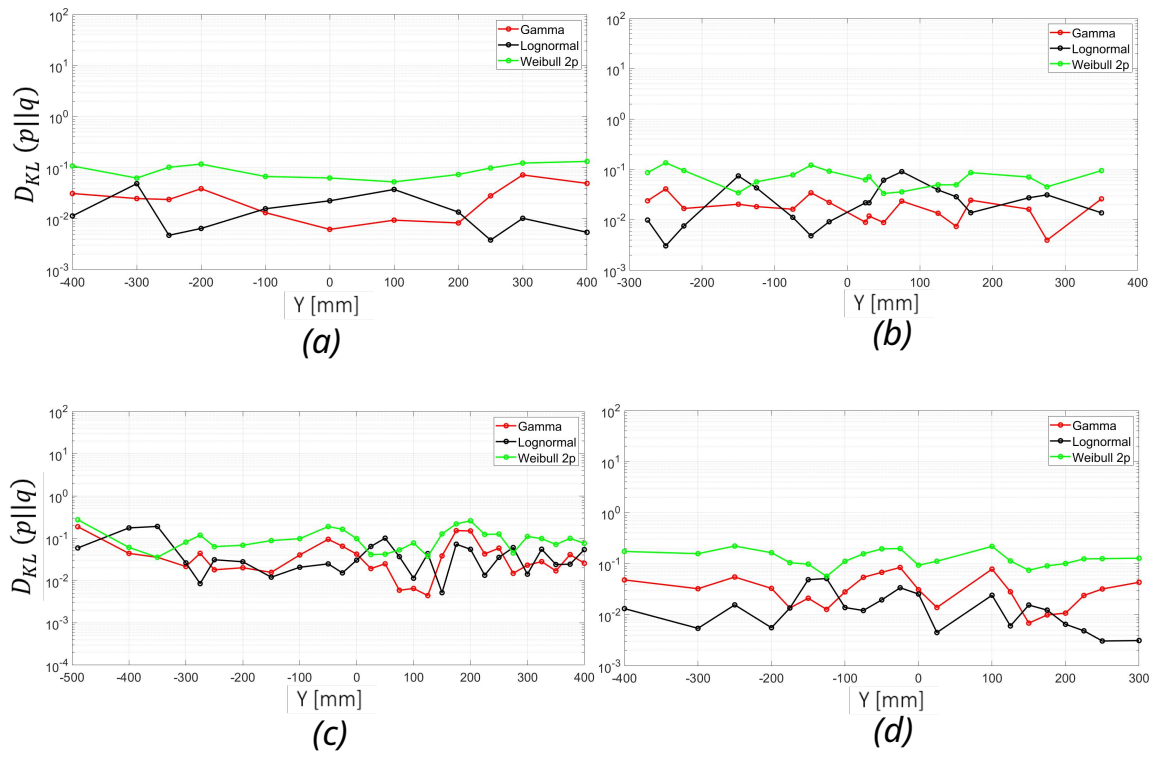 10^2
10^1
10^0
10^-1
10^-2
10^-3
D_KL (p||q)
Gamma
Lognormal
Weibull 2p
-400 -300 -200 -100 0 100 200 300 400
Y [mm]
(a)
10^2
10^1
10^0
10^-1
10^-2
10^-3
Gamma
Lognormal
Weibull 2p
-300 -200 -100 0 100 200 300 400
Y [mm]
(b)
10^2
10^1
10^0
10^-1
10^-2
10^-3
10^-4
D_KL (p||q)
Gamma
Lognormal
Weibull 2p
-500 -400 -300 -200 -100 0 100 200 300 400
Y [mm]
(c)
10^2
10^1
10^0
10^-1
10^-2
10^-3
Gamma
Lognormal
Weibull 2p
-400 -300 -200 -100 0 100 200 300
Y [mm]
(d)